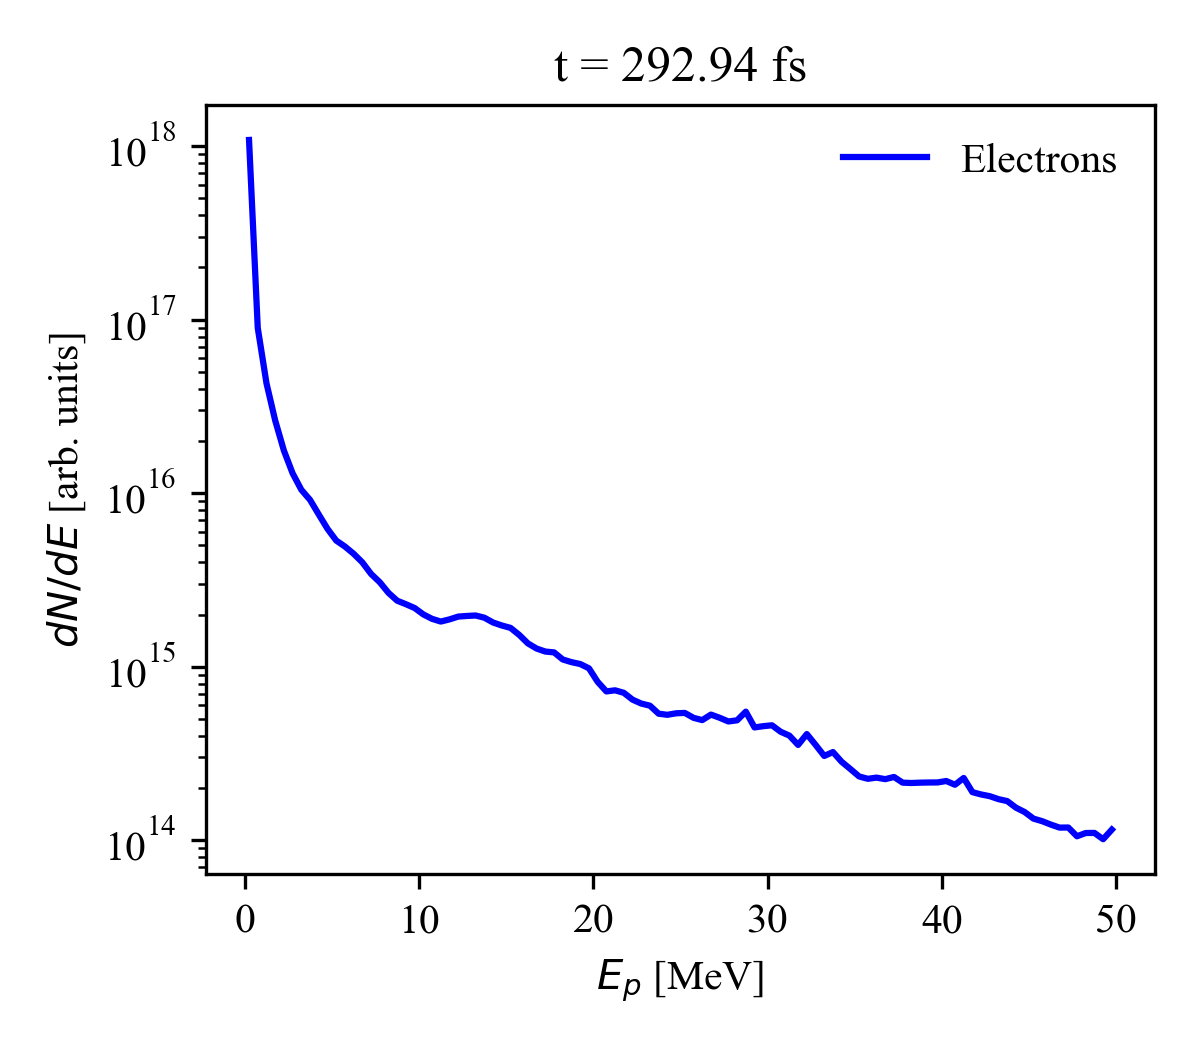 t = 292.94 fs
Electrons
10^18
10^17
10^16
10^15
10^14
dN/dE [arb. units]
0 10 20 30 40 50
E_p [MeV]